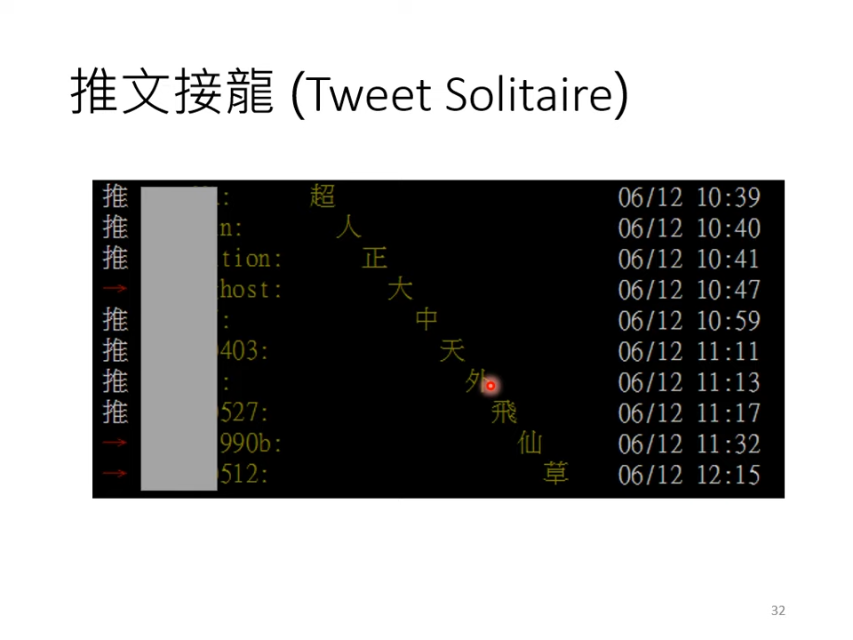 推文接龍 (Tweet Solitaire)
推 : 超 06/12 10:39
推 n: 人 06/12 10:40
推 tion: 正 06/12 10:41
→ host: 大 06/12 10:47
推 : 中 06/12 10:59
推 0403: 天 06/12 11:11
推 : 外 06/12 11:13
推 0527: 飛 06/12 11:17
→ 990b: 仙 06/12 11:32
→ 0512: 草 06/12 12:15
32